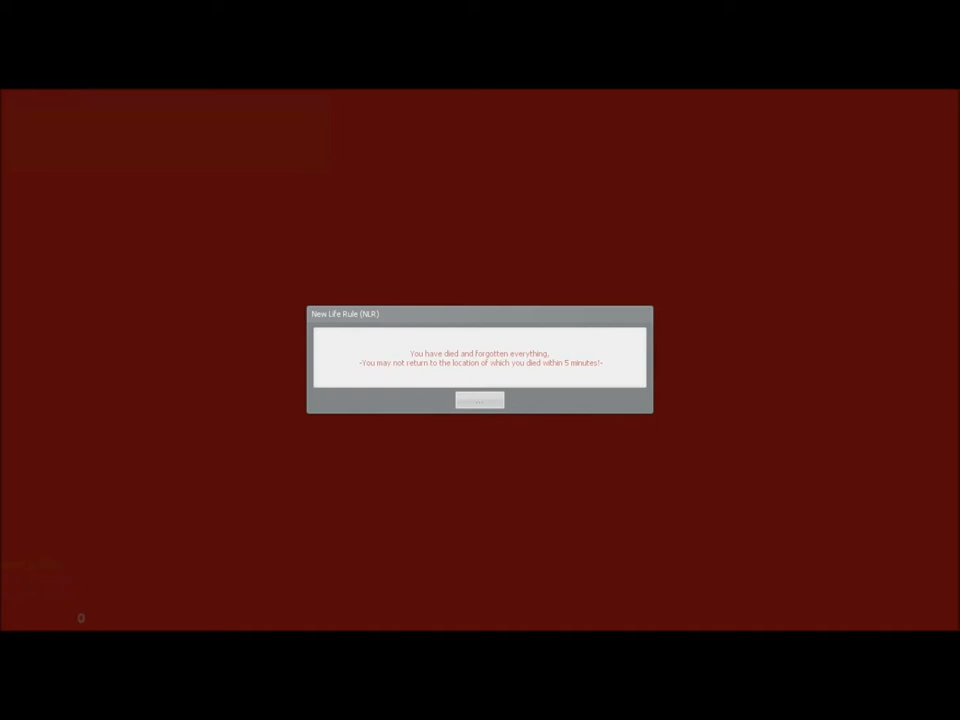 New Life Rule (NLR)
You have died and forgotten everything,
-You may not return to the location of which you died within 5 minutes!-
...
0